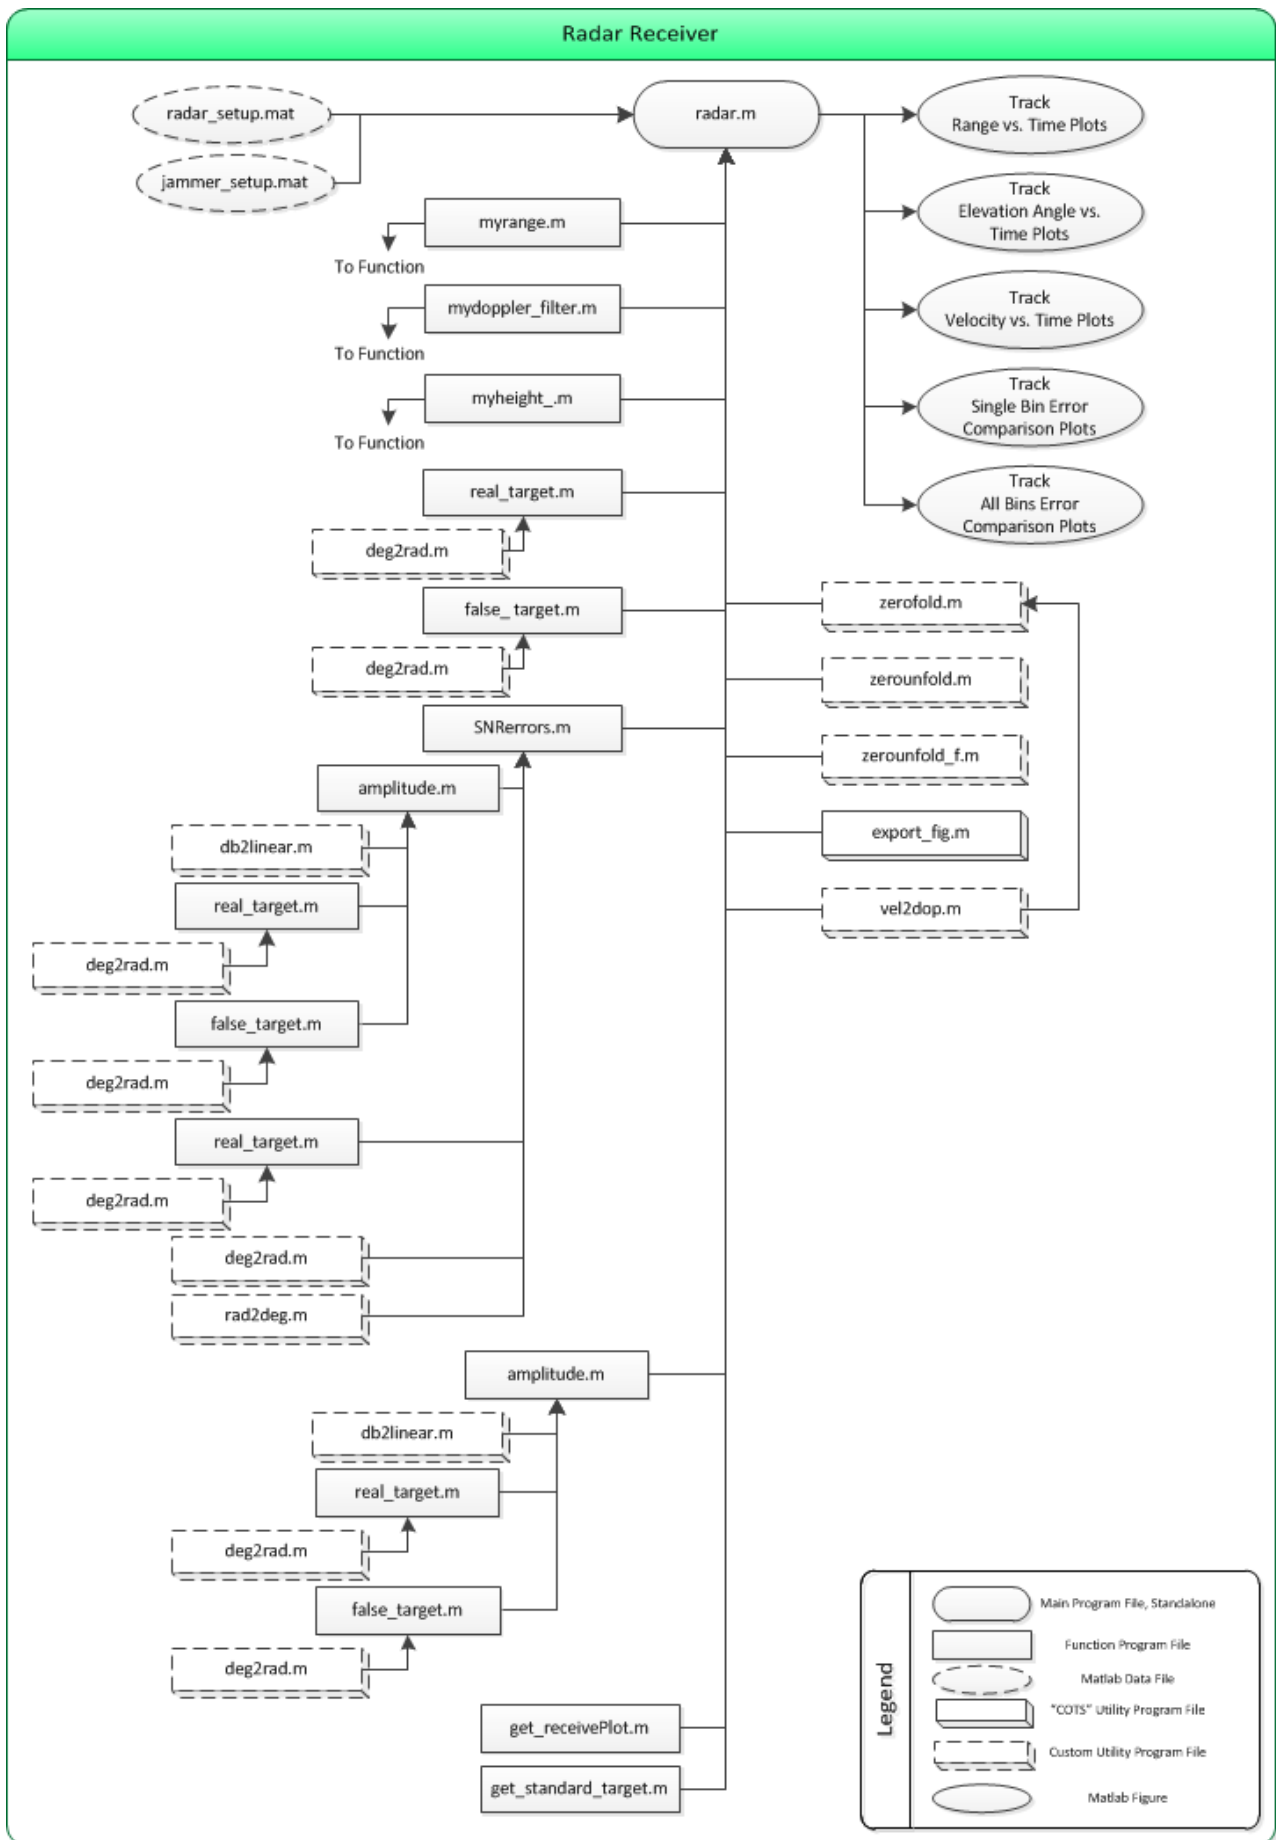 Radar Receiver
radar_setup.mat
jammer_setup.mat
radar.m
Track
Range vs. Time Plots
Track
Elevation Angle vs.
Time Plots
Track
Velocity vs. Time Plots
Track
Single Bin Error
Comparison Plots
Track
All Bins Error
Comparison Plots
myrange.m
To Function
mydoppler_filter.m
To Function
myheight_.m
To Function
real_target.m
deg2rad.m
false_ target.m
deg2rad.m
SNRerrors.m
amplitude.m
db2linear.m
real_target.m
deg2rad.m
false_target.m
deg2rad.m
real_target.m
deg2rad.m
deg2rad.m
rad2deg.m
amplitude.m
db2linear.m
real_target.m
deg2rad.m
false_target.m
deg2rad.m
get_receivePlot.m
get_standard_target.m
zerofold.m
zerounfold.m
zerounfold_f.m
export_fig.m
vel2dop.m
Legend
Main Program File, Standalone
Function Program File
Matlab Data File
“COTS” Utility Program File
Custom Utility Program File
Matlab Figure